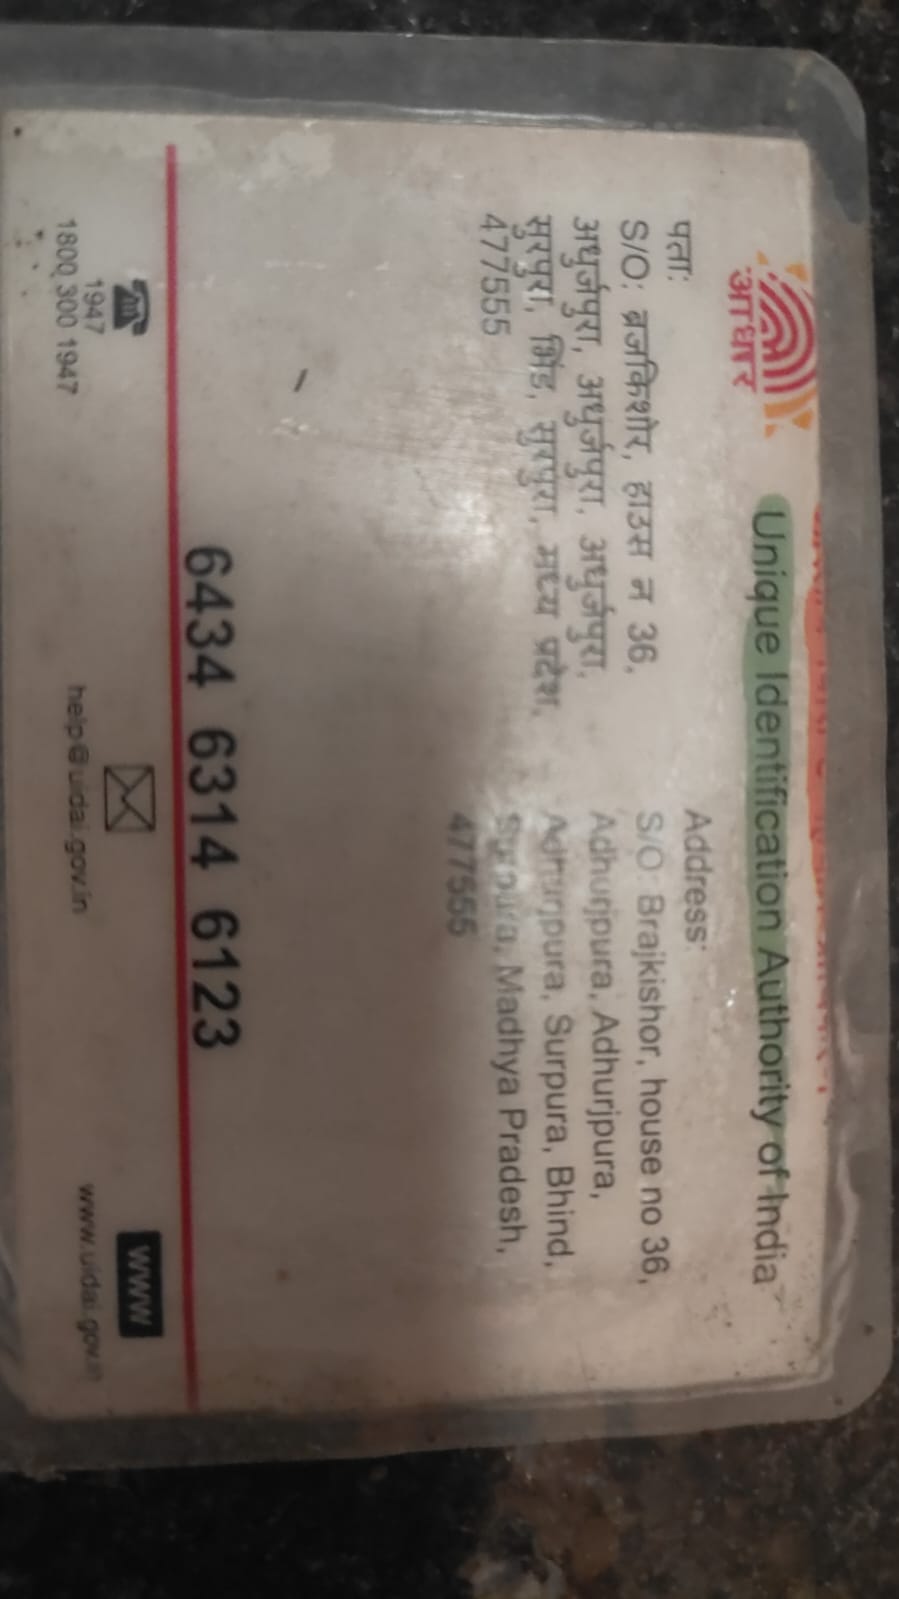 Unique Identification Authority of India
आधार
पता:
S/O: ब्रजकिशोर, हाउस न 36,
अधुर्जपुरा, अधुर्जपुरा, अधुर्जपुरा,
सुरपुरा, भिंड, सुरपुरा, मध्य प्रदेश,
477555
Address:
S/O Brajkishor, house no 36,
Adhurjpura, Adhurjpura,
Adhurjpura, Surpura, Bhind,
Surpura, Madhya Pradesh,
477555
6434 6314 6123
1947
1800 300 1947
help@uidai.gov.in
www
www.uidai.gov.in